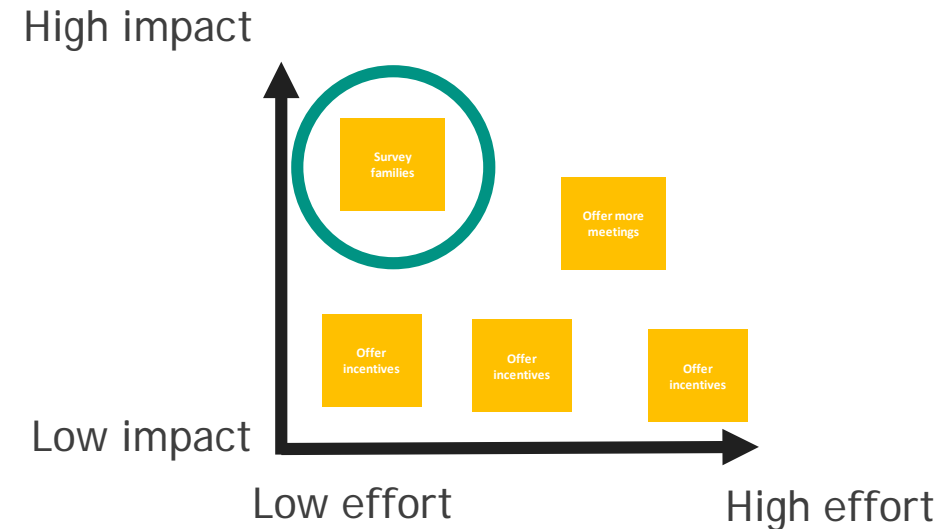 High impact
Survey
families
Offer more
meetings
Offer
incentives
Offer
incentives
Offer
incentives
Low impact
Low effort
High effort